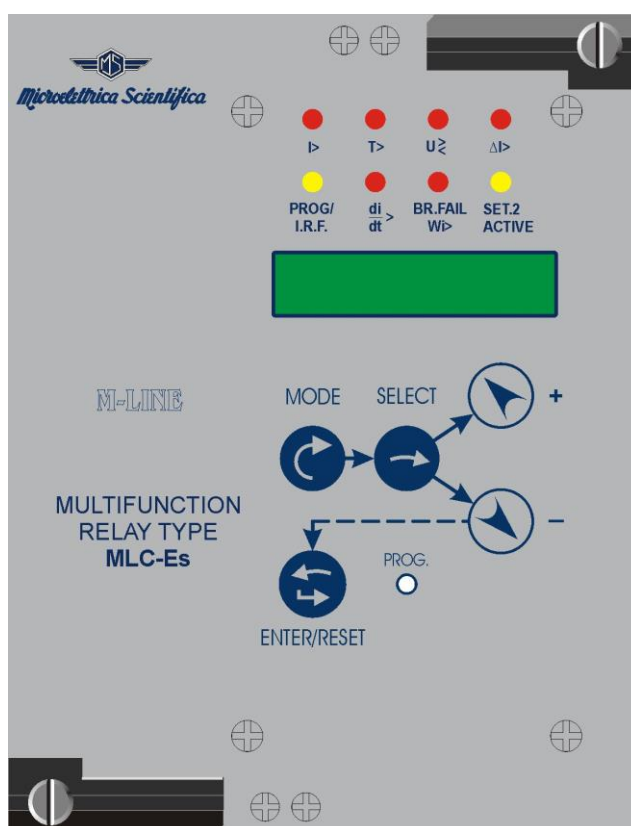 MS
Microelettrica Scientifica
I> T> U≷ ΔI>
PROG/ I.R.F. di/dt > BR.FAIL Wi> SET.2 ACTIVE
M-LINE
MODE SELECT +
MULTIFUNCTION
RELAY TYPE
MLC-Es
−
PROG.
ENTER/RESET